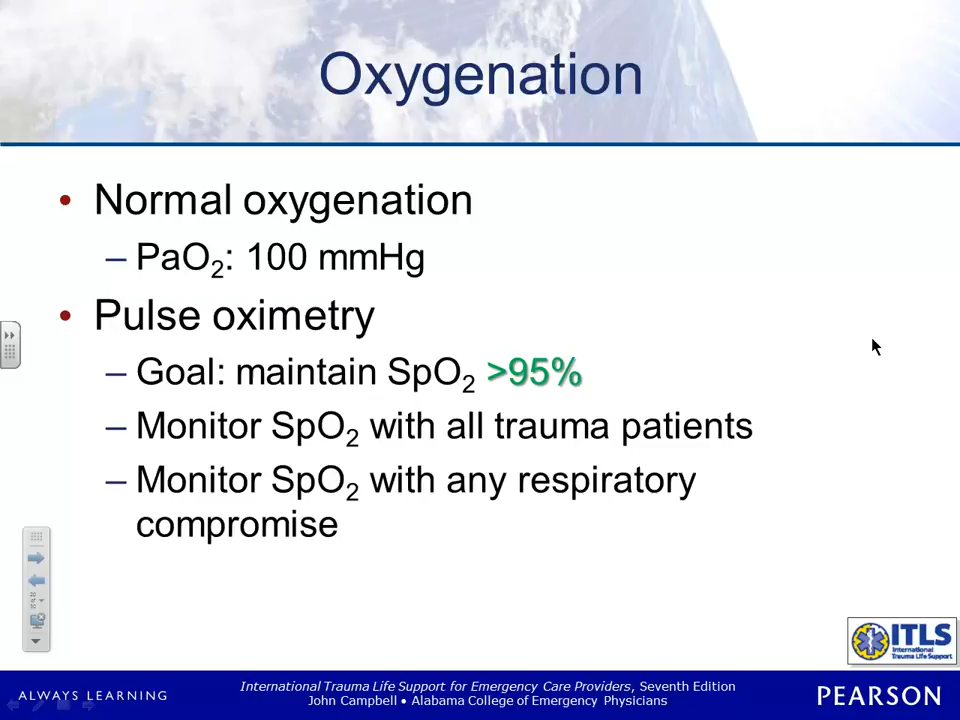 Oxygenation
• Normal oxygenation
– PaO₂: 100 mmHg
• Pulse oximetry
– Goal: maintain SpO₂ >95%
– Monitor SpO₂ with all trauma patients
– Monitor SpO₂ with any respiratory
compromise
ITLS
International
Trauma Life Support
ALWAYS LEARNING
International Trauma Life Support for Emergency Care Providers, Seventh Edition
John Campbell • Alabama College of Emergency Physicians
PEARSON